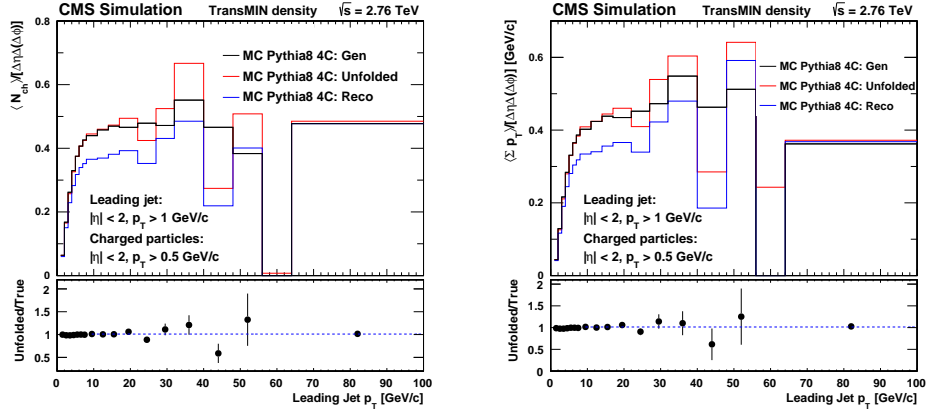 CMS Simulation TransMIN density √s = 2.76 TeV
⟨ N_ch⟩/[ΔηΔ(Δϕ)]
0.8
0.6
0.4
0.2
0
MC Pythia8 4C: Gen
MC Pythia8 4C: Unfolded
MC Pythia8 4C: Reco
Leading jet:
|η| < 2, p_T > 1 GeV/c
Charged particles:
|η| < 2, p_T > 0.5 GeV/c
Unfolded/True
2
1.5
1
0.5
0 10 20 30 40 50 60 70 80 90 100
Leading Jet p_T [GeV/c]
CMS Simulation TransMIN density √s = 2.76 TeV
⟨Σ p_T⟩/[ΔηΔ(Δϕ)] [GeV/c]
0.6
0.4
0.2
0
MC Pythia8 4C: Gen
MC Pythia8 4C: Unfolded
MC Pythia8 4C: Reco
Leading jet:
|η| < 2, p_T > 1 GeV/c
Charged particles:
|η| < 2, p_T > 0.5 GeV/c
Unfolded/True
2
1.5
1
0.5
0 10 20 30 40 50 60 70 80 90 100
Leading Jet p_T [GeV/c]